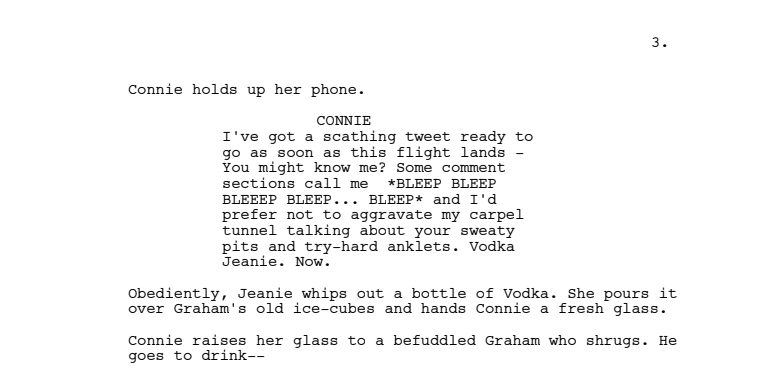 3.
Connie holds up her phone.
CONNIE
I've got a scathing tweet ready to
go as soon as this flight lands –
You might know me? Some comment
sections call me  *BLEEP BLEEP
BLEEEP BLEEP... BLEEP* and I'd
prefer not to aggravate my carpel
tunnel talking about your sweaty
pits and try-hard anklets. Vodka
Jeanie. Now.
Obediently, Jeanie whips out a bottle of Vodka. She pours it
over Graham's old ice-cubes and hands Connie a fresh glass.
Connie raises her glass to a befuddled Graham who shrugs. He
goes to drink--